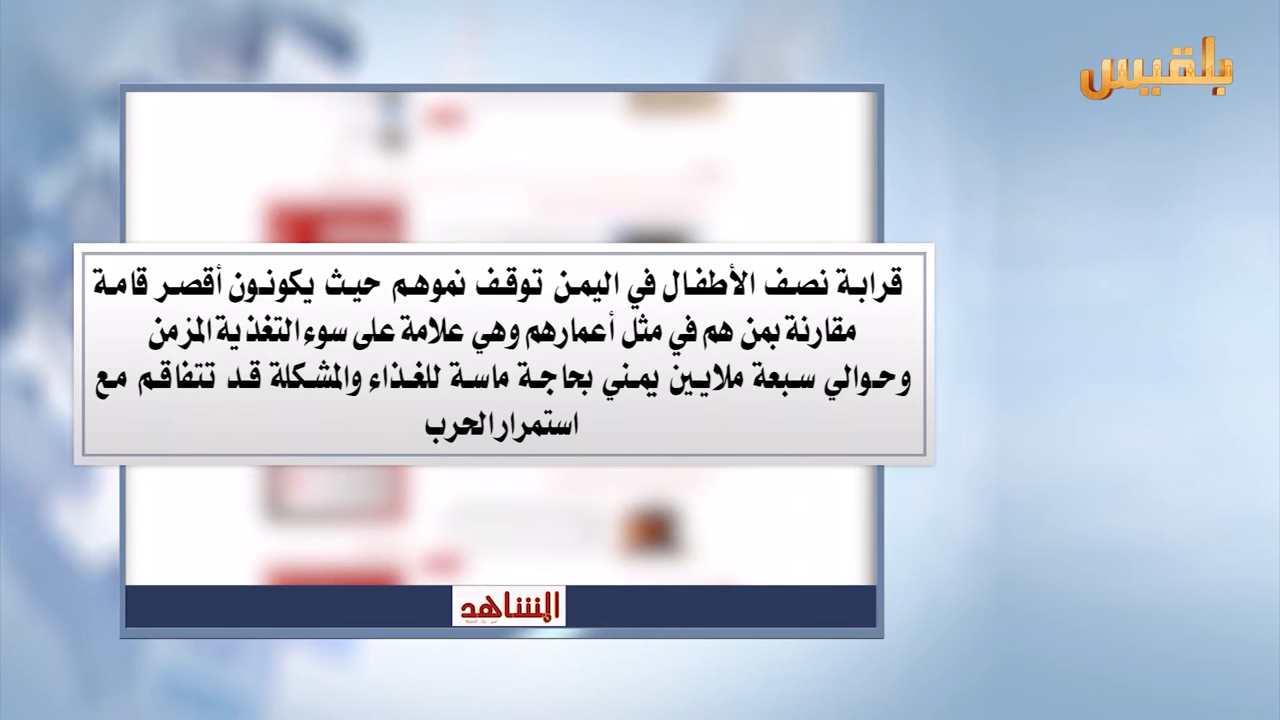 بلقيس
قرابة نصف الأطفال في اليمن توقف نموهم حيث يكونون أقصر قامة
مقارنة بمن هم في مثل أعمارهم وهي علامة على سوء التغذية المزمن
وحوالي سبعة ملايين يمني بحاجة ماسة للغذاء والمشكلة قد تتفاقم مع
استمرار الحرب
المشاهد